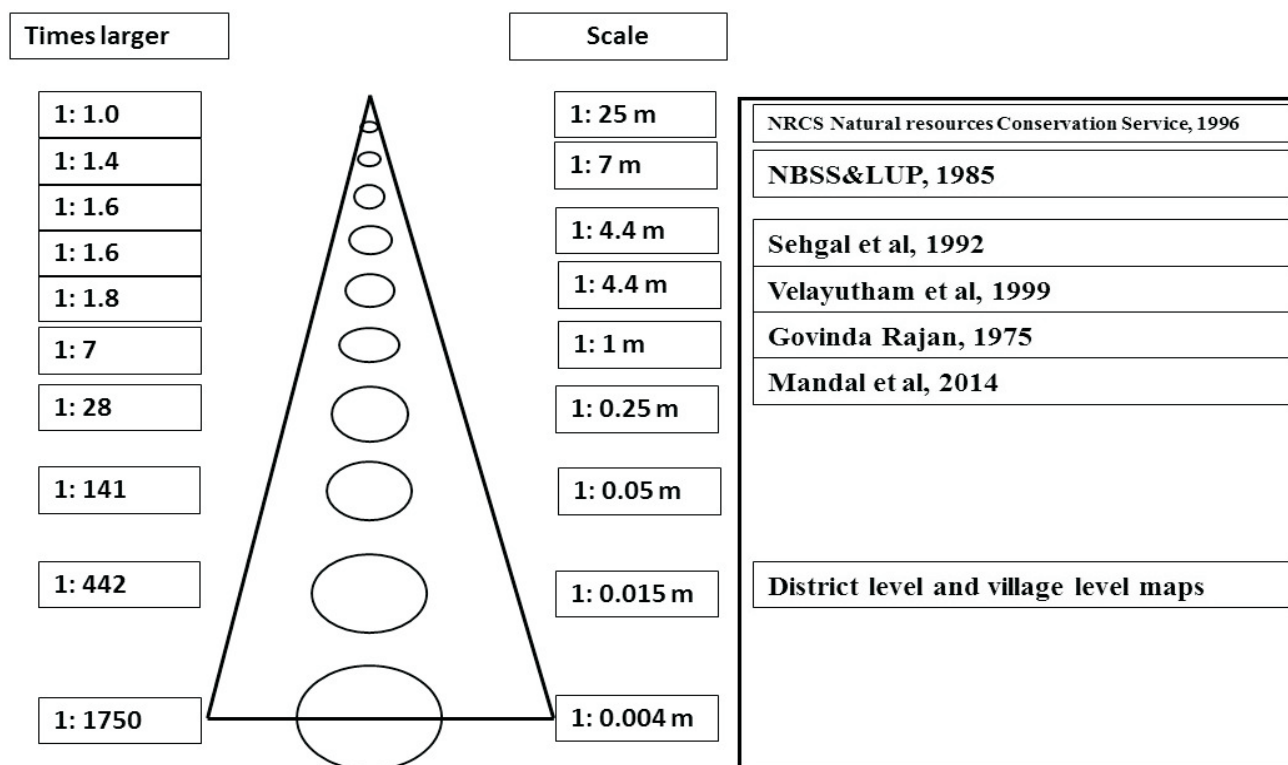 Times larger
Scale
1: 1.0
1: 25 m
NRCS Natural resources Conservation Service, 1996
1: 1.4
1: 7 m
NBSS&LUP, 1985
1: 1.6
1: 4.4 m
Sehgal et al, 1992
1: 1.6
1: 4.4 m
Velayutham et al, 1999
1: 1.8
1: 1 m
Govinda Rajan, 1975
1: 7
Mandal et al, 2014
1: 28
1: 0.25 m
1: 141
1: 0.05 m
1: 442
1: 0.015 m
District level and village level maps
1: 1750
1: 0.004 m